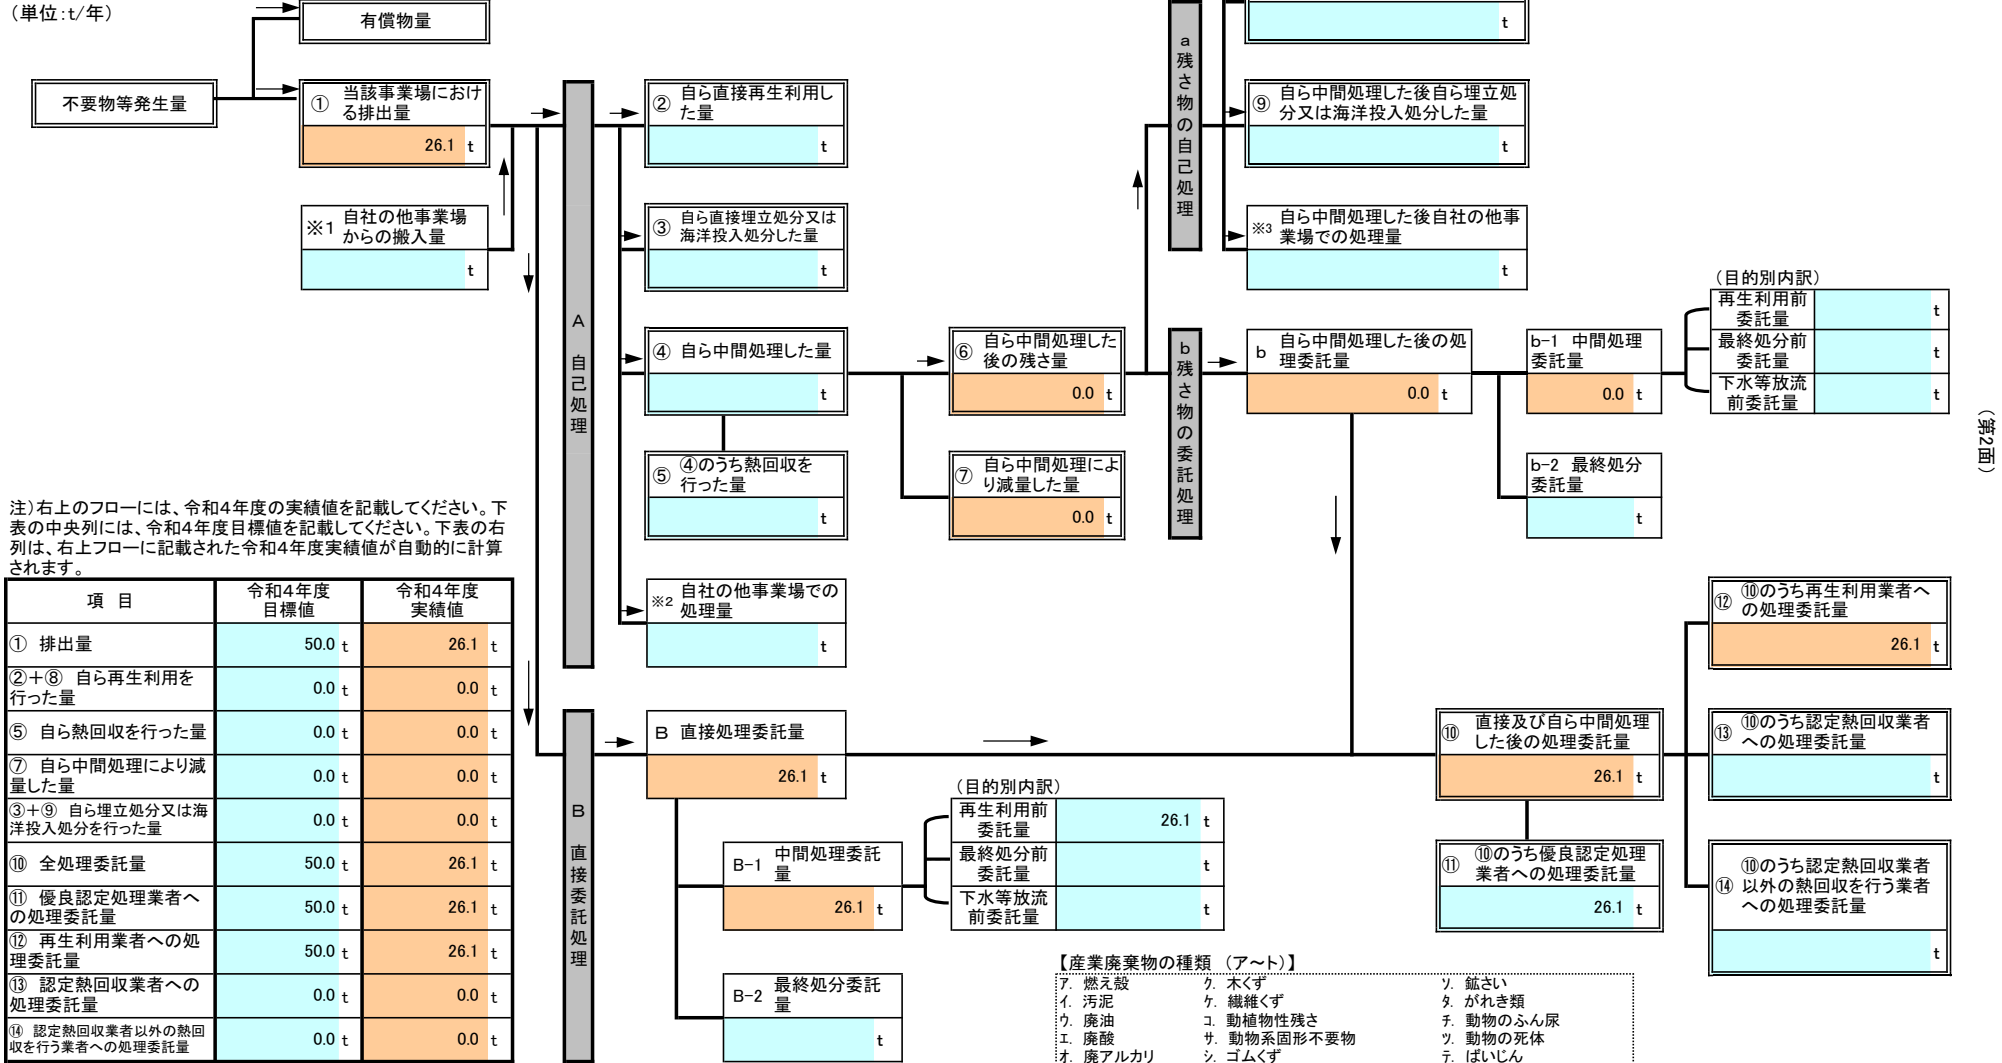 （単位：t/年）
有償物量
不要物等発生量
① 当該事業場におけ
る排出量
26.1 t
※1 自社の他事業場
からの搬入量
t
A 自己処理
② 自ら直接再生利用し
た量
t
③ 自ら直接埋立処分又は
海洋投入処分した量
t
④ 自ら中間処理した量
t
⑤ ④のうち熱回収を
行った量
t
※2 自社の他事業場での
処理量
t
⑥ 自ら中間処理した
後の残さ量
0.0 t
⑦ 自ら中間処理によ
り減量した量
0.0 t
a 残さ物の自己処理
t
⑨ 自ら中間処理した後自ら埋立処
分又は海洋投入処分した量
t
※3 自ら中間処理した後自社の他事
業場での処理量
t
b 残さ物の委託処理
b 自ら中間処理した後の処
理委託量
0.0 t
b-1 中間処理
委託量
0.0 t
b-2 最終処分
委託量
t
（目的別内訳）
再生利用前
委託量
t
最終処分前
委託量
t
下水等放流
前委託量
t
（第2面）
注）右上のフローには、令和4年度の実績値を記載してください。下
表の中央列には、令和4年度目標値を記載してください。下表の右
列は、右上フローに記載された令和4年度実績値が自動的に計算
されます。
項 目 令和4年度 目標値 令和4年度 実績値
① 排出量 50.0 t 26.1 t
②＋⑧ 自ら再生利用を
行った量 0.0 t 0.0 t
⑤ 自ら熱回収を行った量 0.0 t 0.0 t
⑦ 自ら中間処理により減
量した量 0.0 t 0.0 t
③＋⑨ 自ら埋立処分又は海
洋投入処分を行った量 0.0 t 0.0 t
⑩ 全処理委託量 50.0 t 26.1 t
⑪ 優良認定処理業者へ
の処理委託量 50.0 t 26.1 t
⑫ 再生利用業者への処
理委託量 50.0 t 26.1 t
⑬ 認定熱回収業者への
処理委託量 0.0 t 0.0 t
⑭ 認定熱回収業者以外の熱回
収を行う業者への処理委託量 0.0 t 0.0 t
B 直接委託処理
B 直接処理委託量
26.1 t
B-1 中間処理委託
量
26.1 t
B-2 最終処分委託
量
t
（目的別内訳）
再生利用前
委託量
26.1 t
最終処分前
委託量
t
下水等放流
前委託量
t
⑩ 直接及び自ら中間処理
した後の処理委託量
26.1 t
⑪ ⑩のうち優良認定処理
業者への処理委託量
26.1 t
⑫ ⑩のうち再生利用業者へ
の処理委託量
26.1 t
⑬ ⑩のうち認定熱回収業者
への処理委託量
t
⑭ ⑩のうち認定熱回収業者
以外の熱回収を行う業者
への処理委託量
t
【産業廃棄物の種類 （ア～ト）】
ア. 燃え殻 ク. 木くず ソ. 鉱さい
イ. 汚泥 ケ. 繊維くず タ. がれき類
ウ. 廃油 コ. 動植物性残さ チ. 動物のふん尿
エ. 廃酸 サ. 動物系固形不要物 ツ. 動物の死体
オ. 廃アルカリ シ. ゴムくず テ. ばいじん